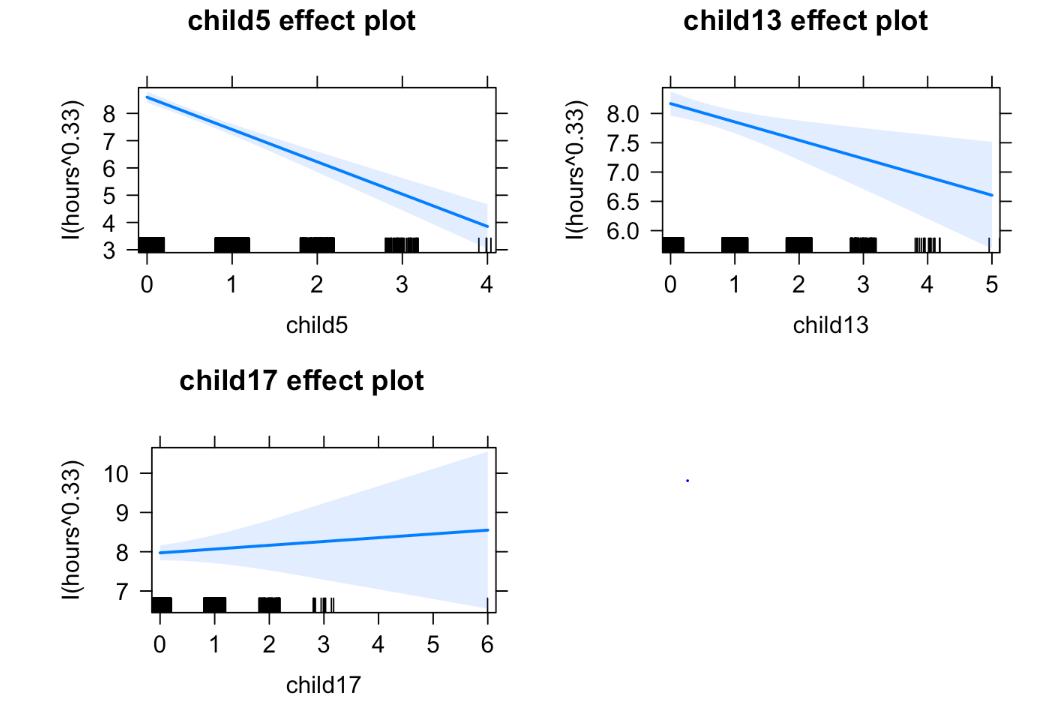 child5 effect plot
I(hours^0.33)
8
7
6
5
4
3
0 1 2 3 4
child5
child13 effect plot
I(hours^0.33)
8.0
7.5
7.0
6.5
6.0
0 1 2 3 4 5
child13
child17 effect plot
I(hours^0.33)
10
9
8
7
0 1 2 3 4 5 6
child17